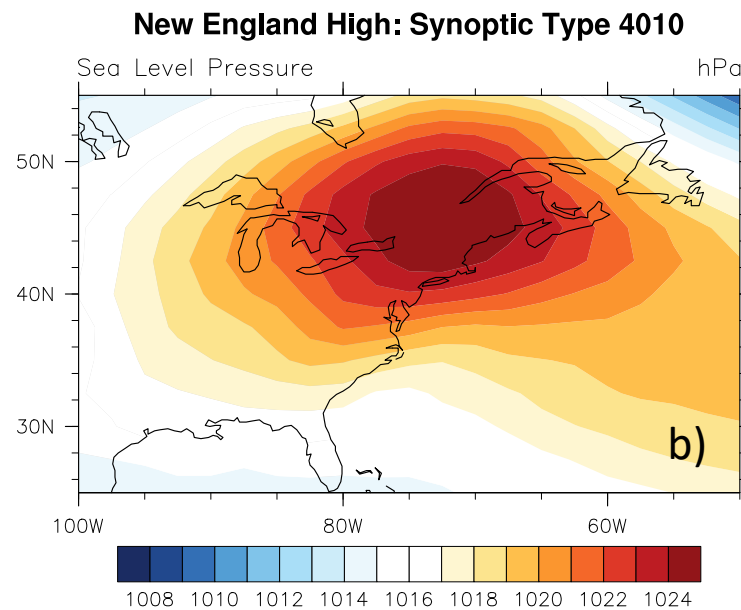 New England High: Synoptic Type 4010
Sea Level Pressure hPa
50N
40N
30N
b)
100W 80W 60W
1008 1010 1012 1014 1016 1018 1020 1022 1024